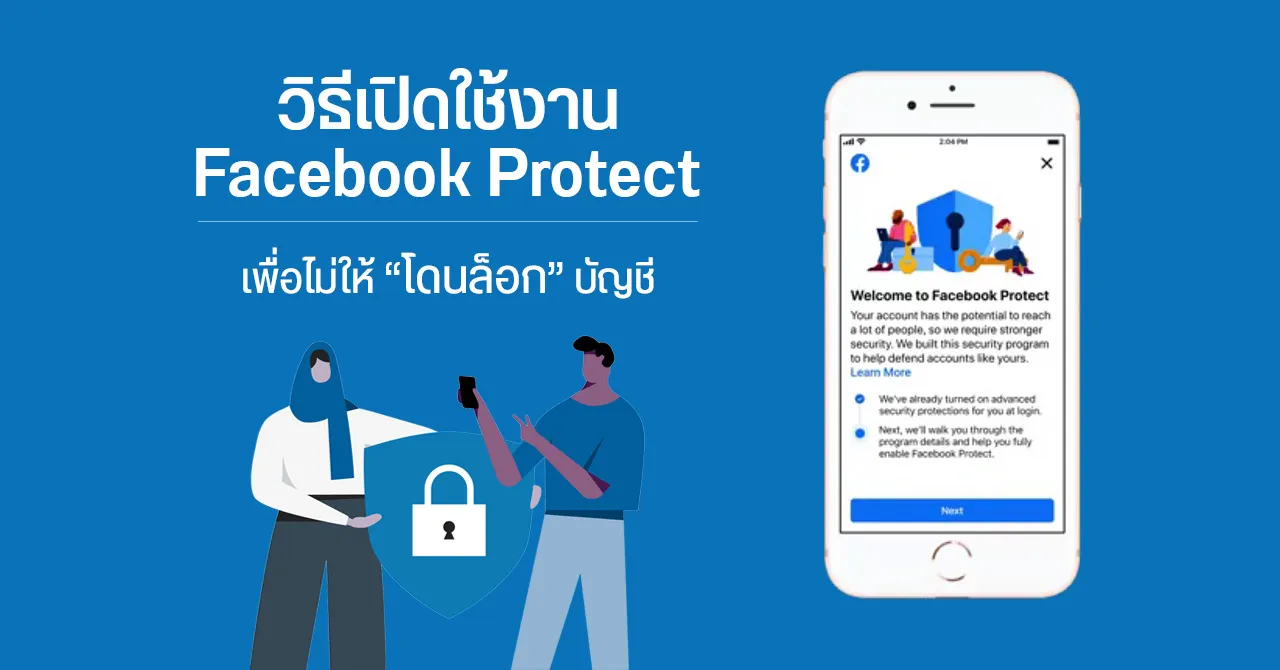 วิธีเปิดใช้งาน
Facebook Protect
เพื่อไม่ให้ “โดนล็อก” บัญชี
2:04 PM
Welcome to Facebook Protect
Your account has the potential to reach
a lot of people, so we require stronger
security. We built this security program
to help defend accounts like yours.
Learn More
We've already turned on advanced
security protections for you at login.
Next, we'll walk you through the
program details and help you fully
enable Facebook Protect.
Next